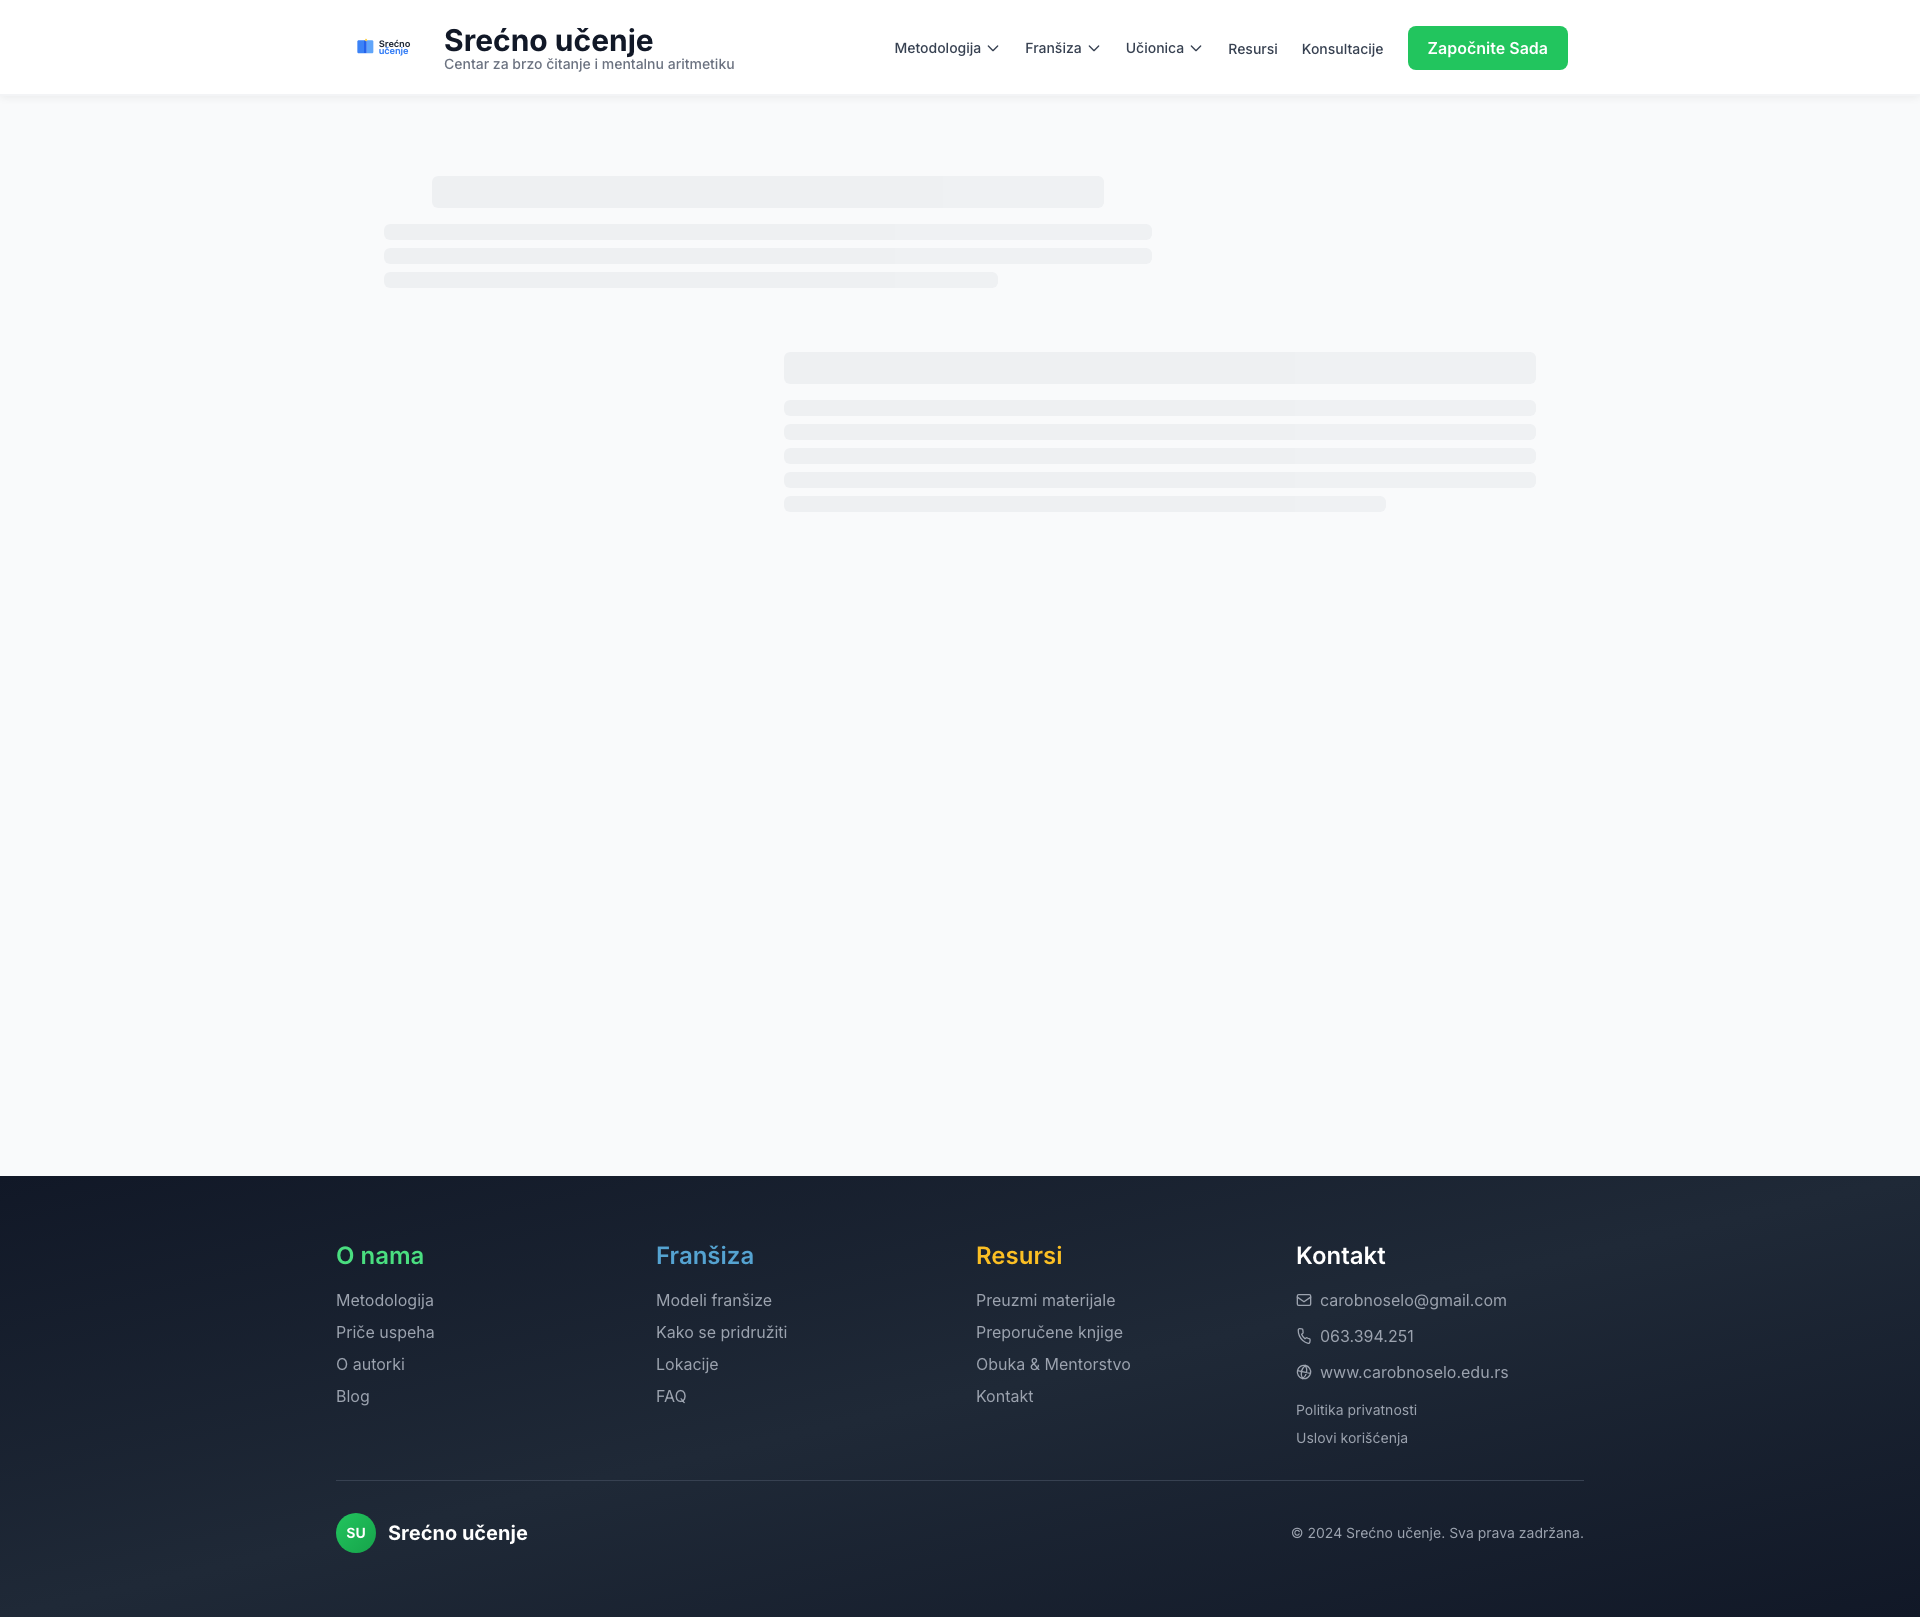 Srećno
učenje
Srećno učenje
Centar za brzo čitanje i mentalnu aritmetiku
Metodologija
Franšiza
Učionica
Resursi
Konsultacije
Započnite Sada
O nama
Metodologija
Priče uspeha
O autorki
Blog
Franšiza
Modeli franšize
Kako se pridružiti
Lokacije
FAQ
Resursi
Preuzmi materijale
Preporučene knjige
Obuka & Mentorstvo
Kontakt
Kontakt
carobnoselo@gmail.com
063.394.251
www.carobnoselo.edu.rs
Politika privatnosti
Uslovi korišćenja
SU
Srećno učenje
© 2024 Srećno učenje. Sva prava zadržana.